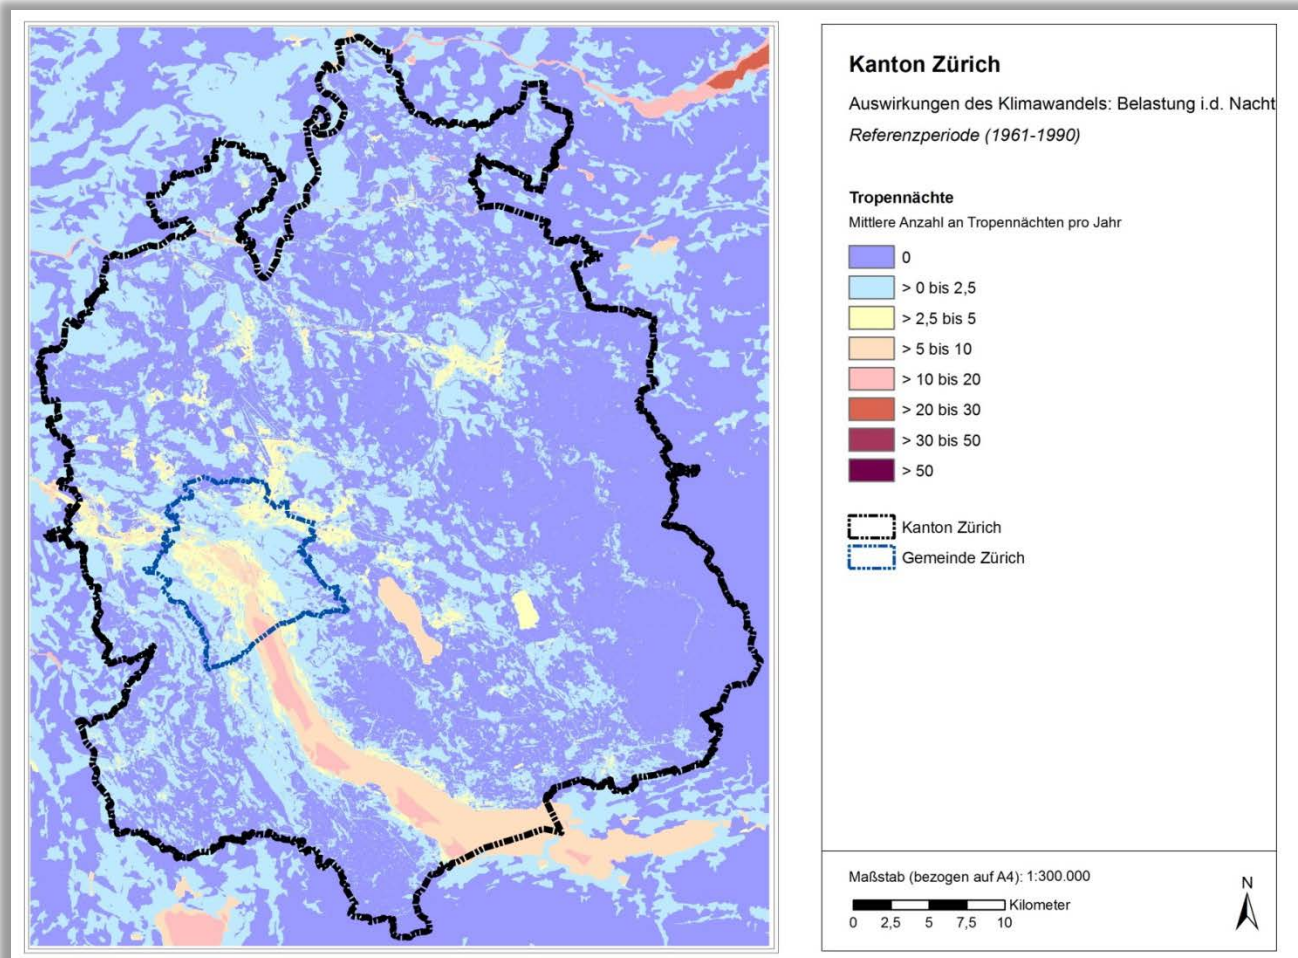 Kanton Zürich
Auswirkungen des Klimawandels: Belastung i.d. Nacht
Referenzperiode (1961-1990)
Tropennächte
Mittlere Anzahl an Tropennächten pro Jahr
0
> 0 bis 2,5
> 2,5 bis 5
> 5 bis 10
> 10 bis 20
> 20 bis 30
> 30 bis 50
> 50
Kanton Zürich
Gemeinde Zürich
Maßstab (bezogen auf A4): 1:300.000
Kilometer
0 2,5 5 7,5 10
N